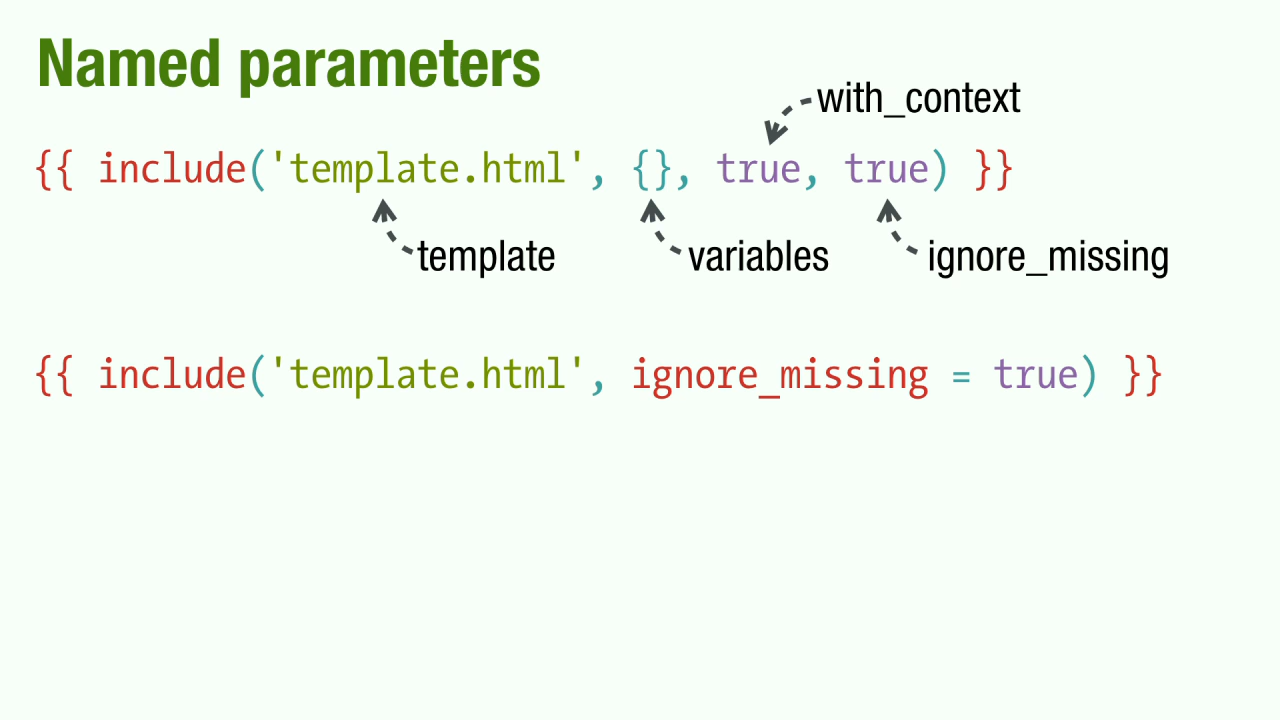 Named parameters
with_context
{{ include('template.html', {}, true, true) }}
template variables ignore_missing
{{ include('template.html', ignore_missing = true) }}